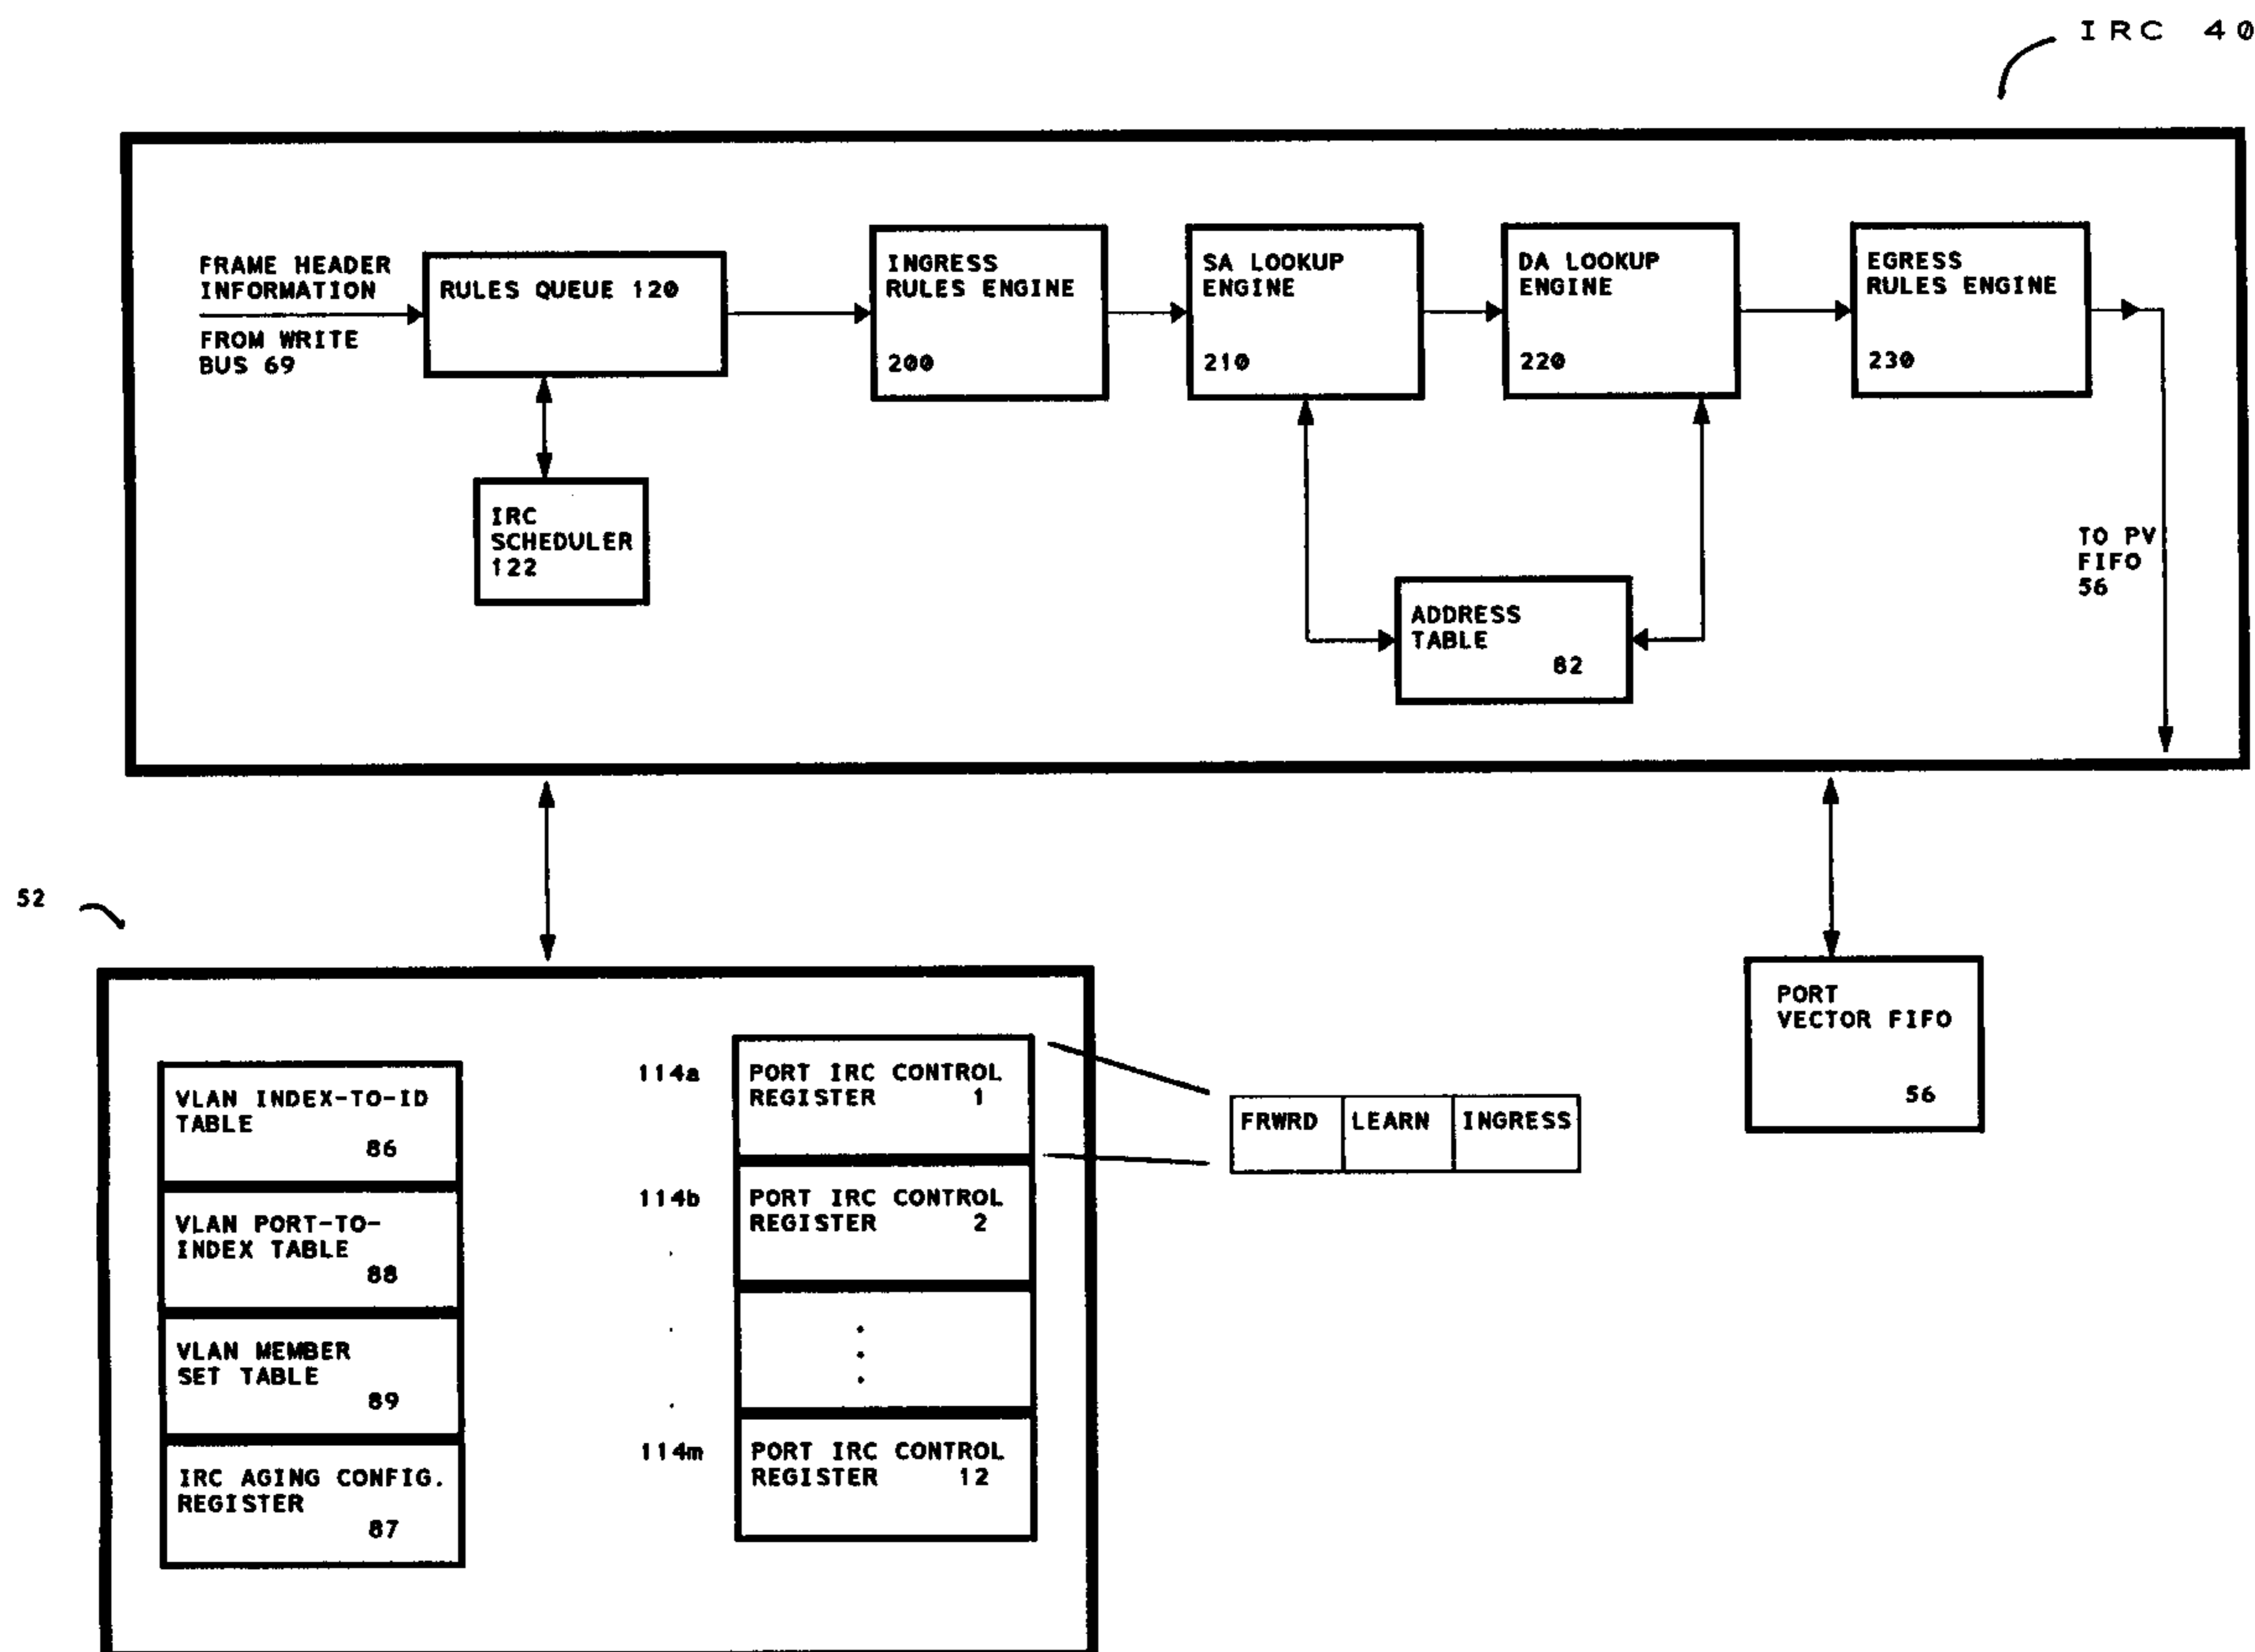 IRC 40
FRAME HEADER
INFORMATION
FROM WRITE
BUS 69
RULES QUEUE 120
IRC
SCHEDULER
122
INGRESS
RULES ENGINE
200
SA LOOKUP
ENGINE
210
DA LOOKUP
ENGINE
220
EGRESS
RULES ENGINE
230
ADDRESS
TABLE
82
TO PV
FIFO
56
52
VLAN INDEX-TO-ID
TABLE
86
VLAN PORT-TO-
INDEX TABLE
88
VLAN MEMBER
SET TABLE
89
IRC AGING CONFIG.
REGISTER
87
114a
PORT IRC CONTROL
REGISTER 1
114b
PORT IRC CONTROL
REGISTER 2
114m
PORT IRC CONTROL
REGISTER 12
FRWRD LEARN INGRESS
PORT
VECTOR FIFO
56